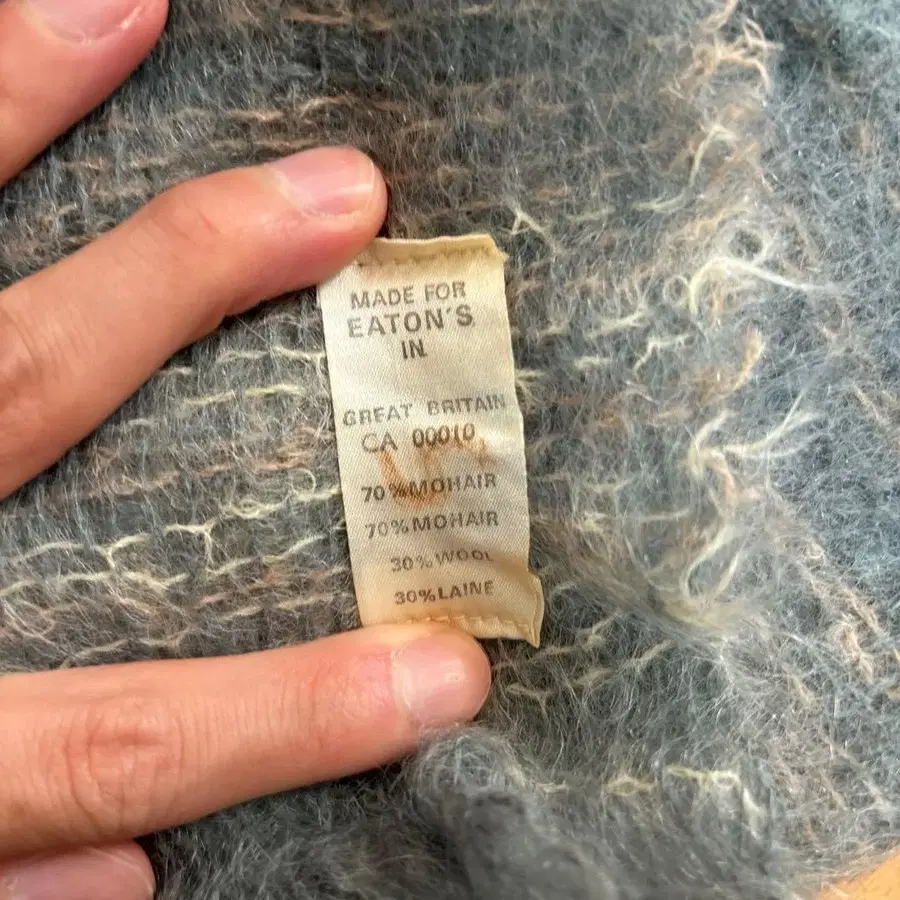 MADE FOR
EATON'S
IN
GREAT BRITAIN
CA 00010
70%MOHAIR
70%MOHAIR
30%WOOL
30%LAINE